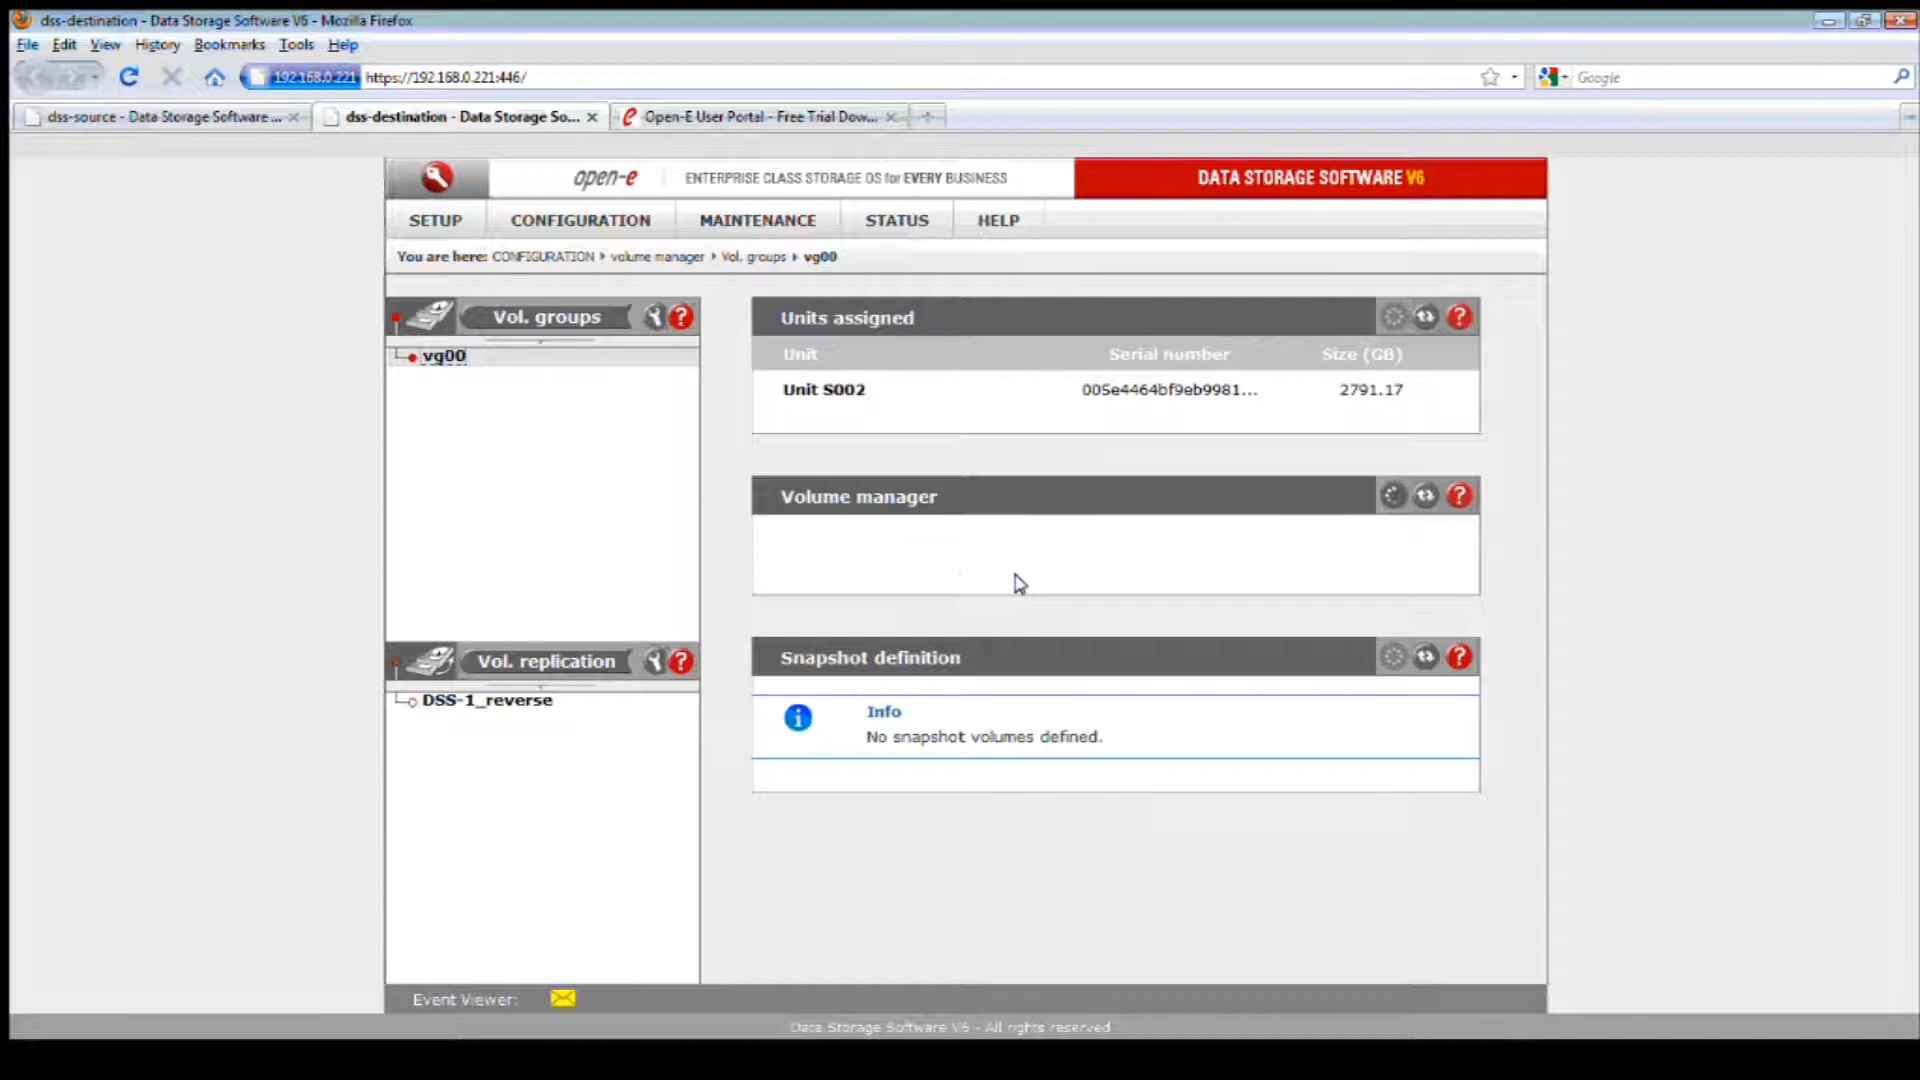 dss-destination - Data Storage Software V6 - Mozilla Firefox
File Edit View History Bookmarks Tools Help
192.168.0.221 https://192.168.0.221:446/
Google
dss-source - Data Storage Software ...
dss-destination - Data Storage So...
Open-E User Portal - Free Trial Dow...
open-e
ENTERPRISE CLASS STORAGE OS for EVERY BUSINESS
DATA STORAGE SOFTWARE V6
SETUP CONFIGURATION MAINTENANCE STATUS HELP
You are here: CONFIGURATION volume manager Vol. groups vg00
Vol. groups
vg00
Units assigned
Unit Serial number Size (GB)
Unit S002 005e4464bf9eb9981... 2791.17
Volume manager
Vol. replication
DSS-1_reverse
Snapshot definition
Info
No snapshot volumes defined.
Event Viewer:
Data Storage Software V6 - All rights reserved